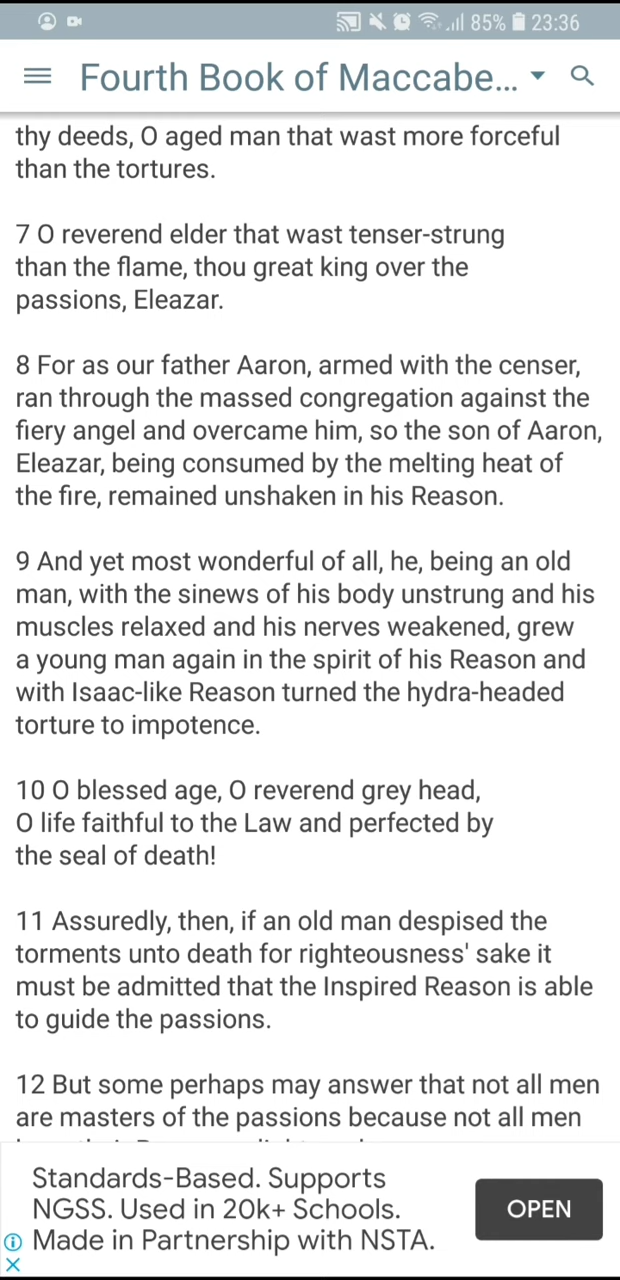 85% 23:36
Fourth Book of Maccabe...
thy deeds, O aged man that wast more forceful
than the tortures.
7 O reverend elder that wast tenser-strung
than the flame, thou great king over the
passions, Eleazar.
8 For as our father Aaron, armed with the censer,
ran through the massed congregation against the
fiery angel and overcame him, so the son of Aaron,
Eleazar, being consumed by the melting heat of
the fire, remained unshaken in his Reason.
9 And yet most wonderful of all, he, being an old
man, with the sinews of his body unstrung and his
muscles relaxed and his nerves weakened, grew
a young man again in the spirit of his Reason and
with Isaac-like Reason turned the hydra-headed
torture to impotence.
10 O blessed age, O reverend grey head,
O life faithful to the Law and perfected by
the seal of death!
11 Assuredly, then, if an old man despised the
torments unto death for righteousness' sake it
must be admitted that the Inspired Reason is able
to guide the passions.
12 But some perhaps may answer that not all men
are masters of the passions because not all men
Standards-Based. Supports
NGSS. Used in 20k+ Schools.
Made in Partnership with NSTA.
OPEN